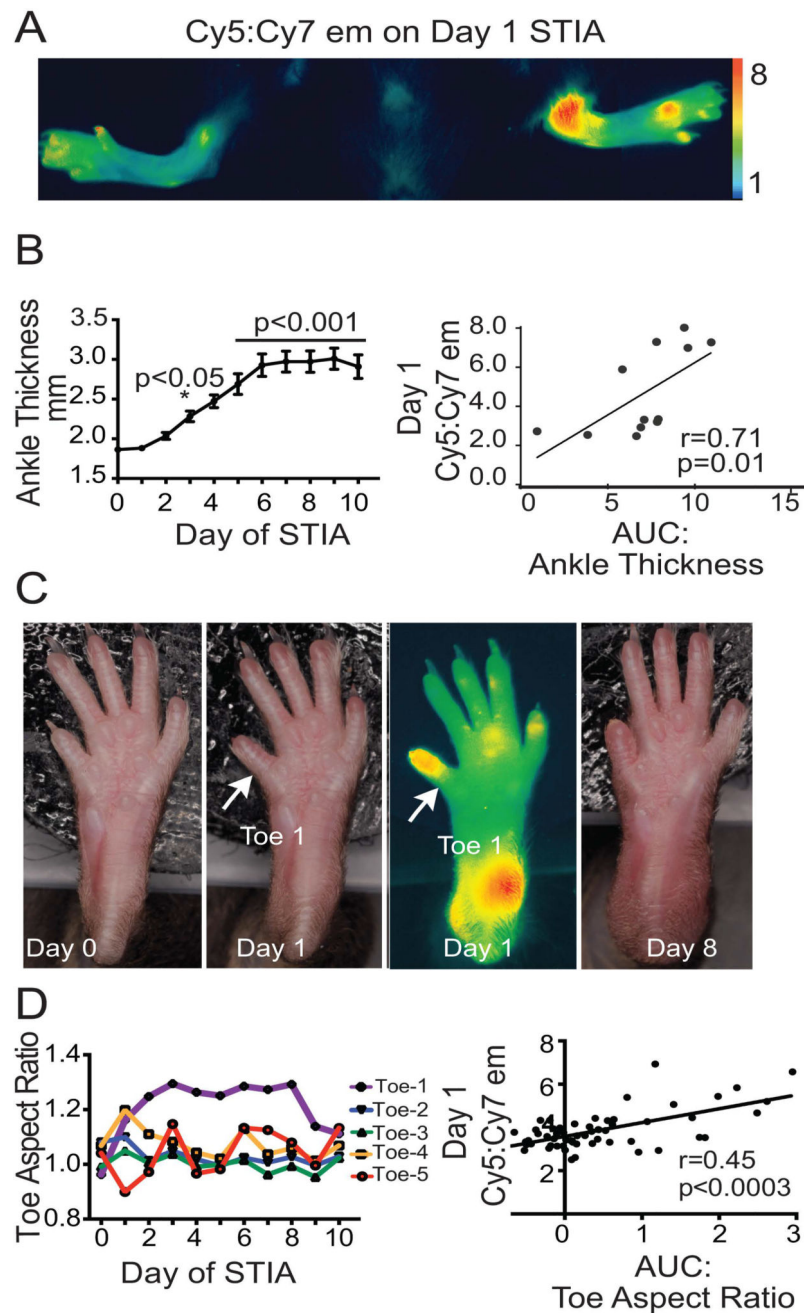 A
Cy5:Cy7 em on Day 1 STIA
8
1
B
Ankle Thickness
mm
3.5
3.0
2.5
2.0
1.5
p<0.001
p<0.05
*
0 2 4 6 8 10
Day of STIA
Day 1
Cy5:Cy7 em
8.0
6.0
4.0
2.0
0.0
r=0.71
p=0.01
0 5 10 15
AUC:
Ankle Thickness
C
Toe 1
Toe 1
Day 0
Day 1
Day 1
Day 8
D
Toe Aspect Ratio
1.4
1.2
1.0
0.8
Toe-1
Toe-2
Toe-3
Toe-4
Toe-5
0 2 4 6 8 10
Day of STIA
Day 1
Cy5:Cy7 em
8
6
4
2
r=0.45
p<0.0003
0 1 2 3
AUC:
Toe Aspect Ratio